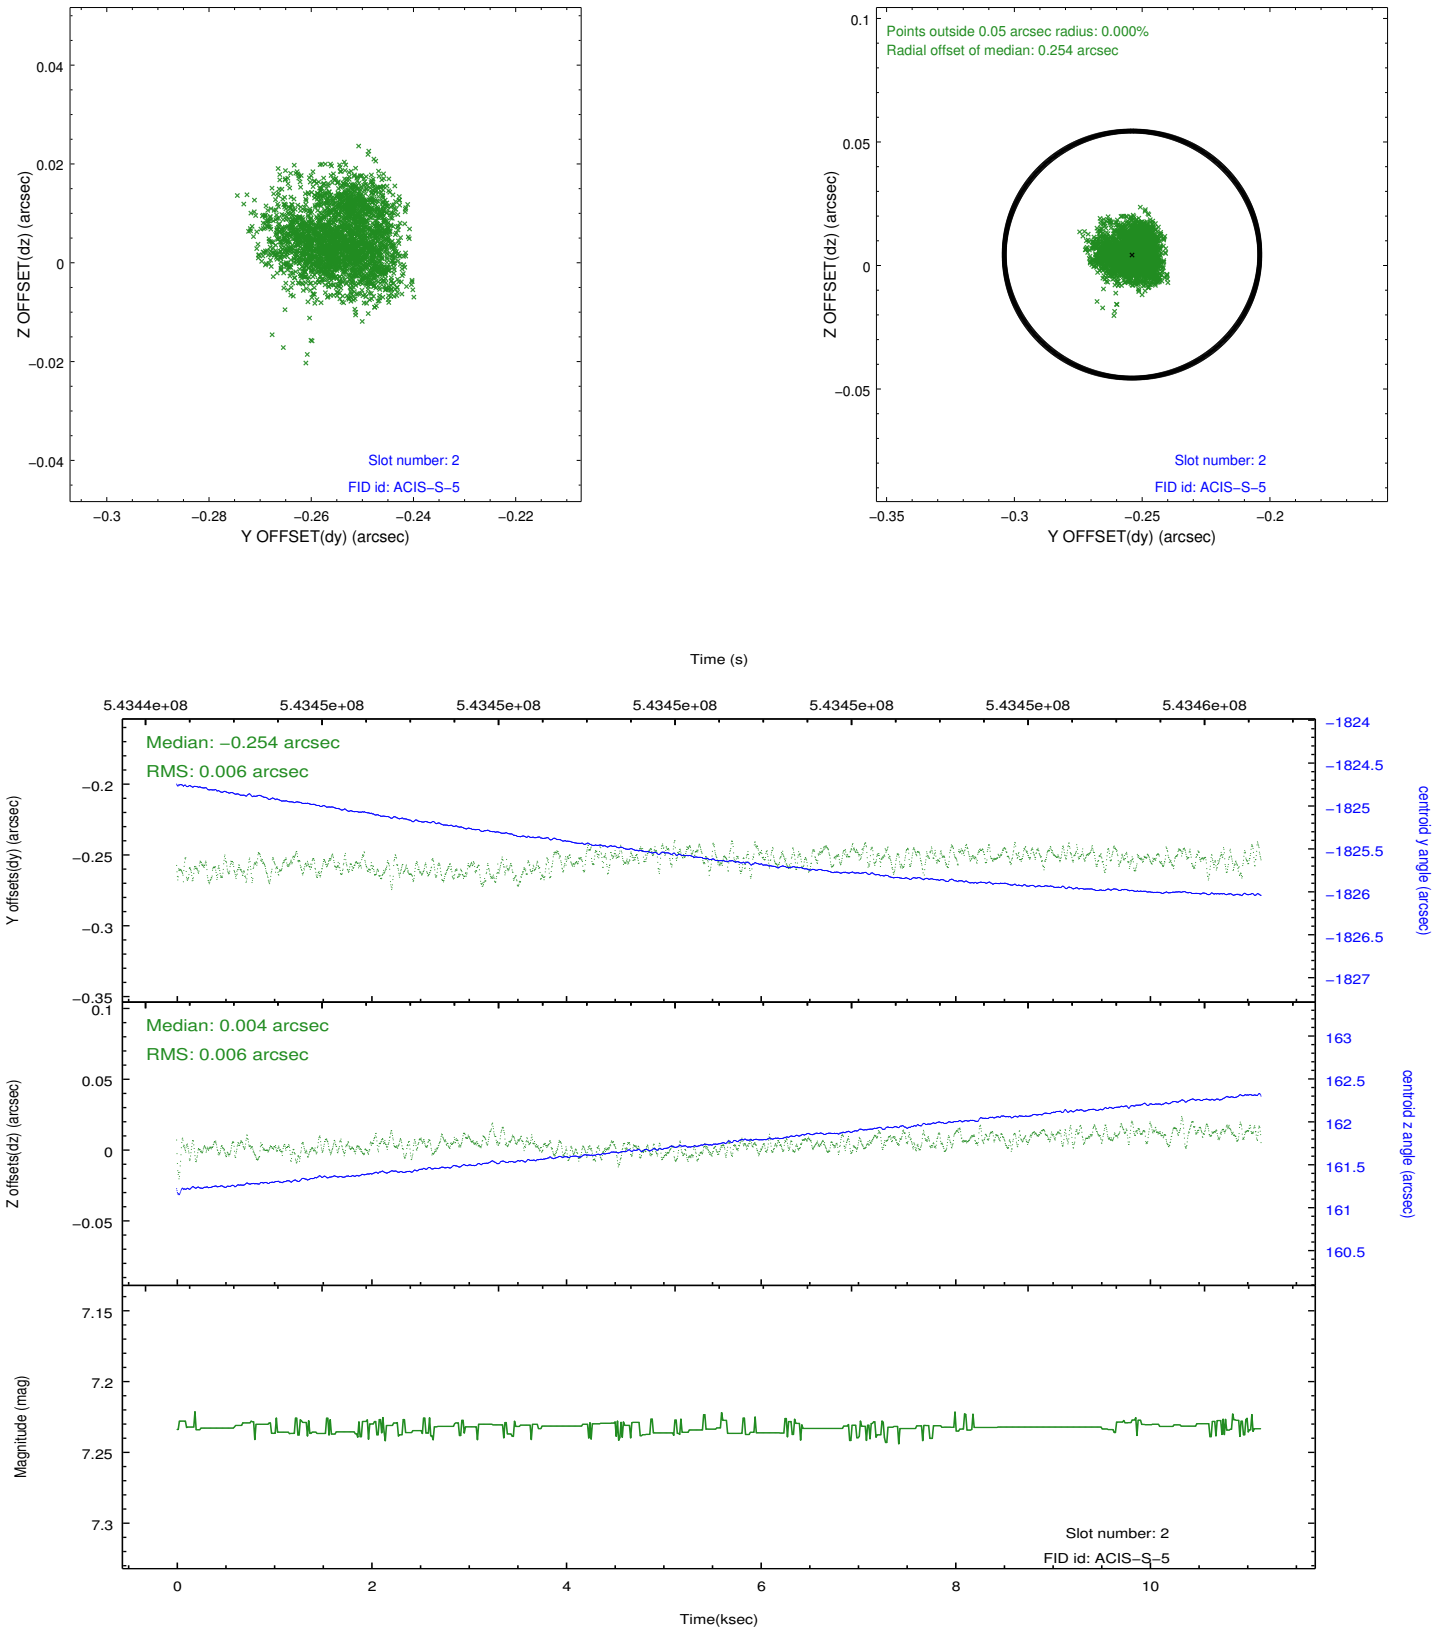 0.04
0.02
0
−0.02
−0.04
Z OFFSET(dz) (arcsec)
Slot number: 2
FID id: ACIS−S−5
−0.3
−0.28
−0.26
−0.24
−0.22
Y OFFSET(dy) (arcsec)
0.1
0.05
0
−0.05
Z OFFSET(dz) (arcsec)
Points outside 0.05 arcsec radius: 0.000%
Radial offset of median: 0.254 arcsec
Slot number: 2
FID id: ACIS−S−5
−0.35
−0.3
−0.25
−0.2
Y OFFSET(dy) (arcsec)
Time (s)
5.4344e+08
5.4345e+08
5.4345e+08
5.4345e+08
5.4345e+08
5.4345e+08
5.4346e+08
Median: −0.254 arcsec
RMS: 0.006 arcsec
−0.2
−0.25
−0.3
−0.35
Y offsets(dy) (arcsec)
−1824
−1824.5
−1825
−1825.5
−1826
−1826.5
−1827
centroid y angle (arcsec)
Median: 0.004 arcsec
RMS: 0.006 arcsec
0.1
0.05
0
−0.05
Z offsets(dz) (arcsec)
163
162.5
162
161.5
161
160.5
centroid z angle (arcsec)
7.15
7.2
7.25
7.3
Magnitude (mag)
Slot number: 2
FID id: ACIS−S−5
0
2
4
6
8
10
Time(ksec)